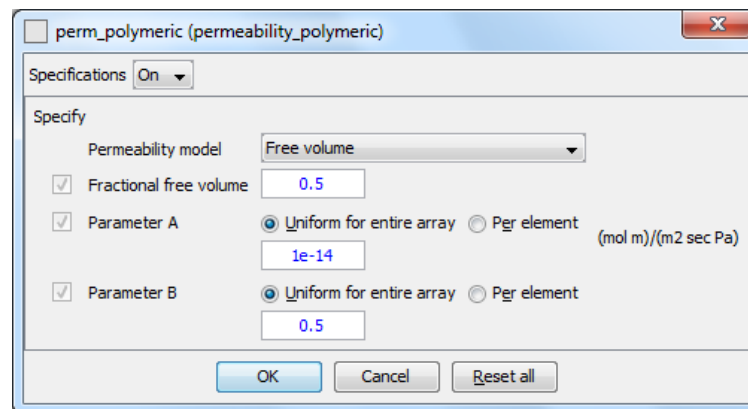 perm_polymeric (permeability_polymeric)
Specifications On
Specify
Permeability model Free volume
Fractional free volume 0.5
Parameter A Uniform for entire array Per element (mol m)/(m2 sec Pa)
1e-14
Parameter B Uniform for entire array Per element
0.5
OK Cancel Reset all